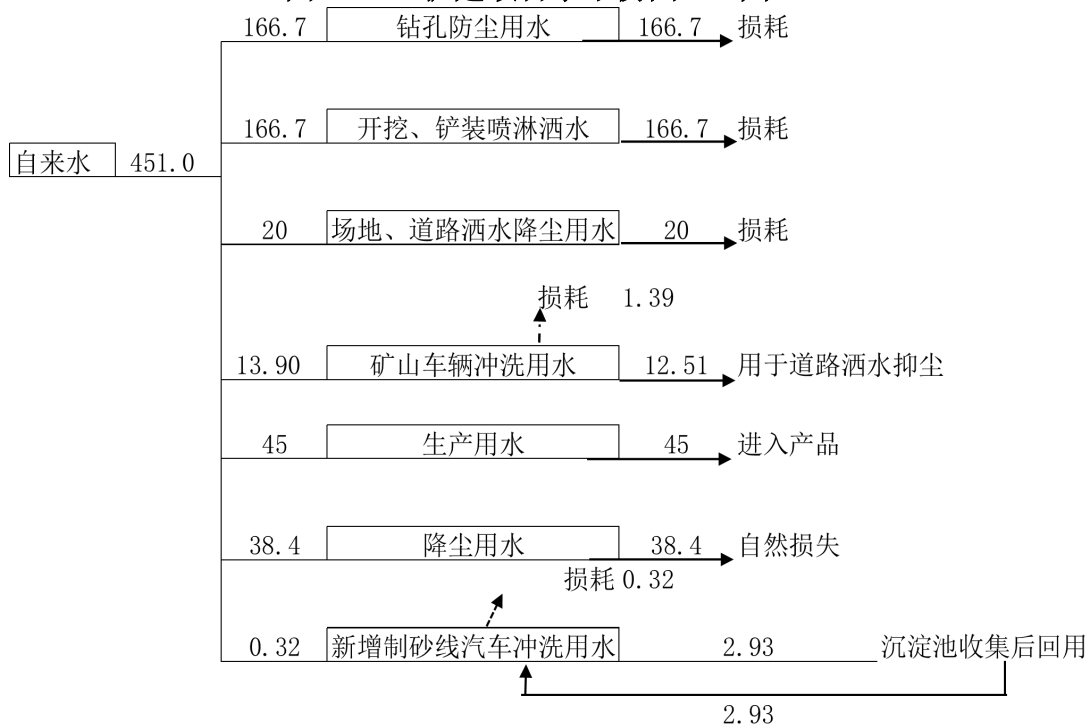 166.7 钻孔防尘用水 166.7 损耗
166.7 开挖、铲装喷淋洒水 166.7 损耗
自来水 451.0
20 场地、道路洒水降尘用水 20 损耗
损耗 1.39
13.90 矿山车辆冲洗用水 12.51 用于道路洒水抑尘
45 生产用水 45 进入产品
38.4 降尘用水 38.4 自然损失
损耗 0.32
0.32 新增制砂线汽车冲洗用水 2.93 沉淀池收集后回用
2.93